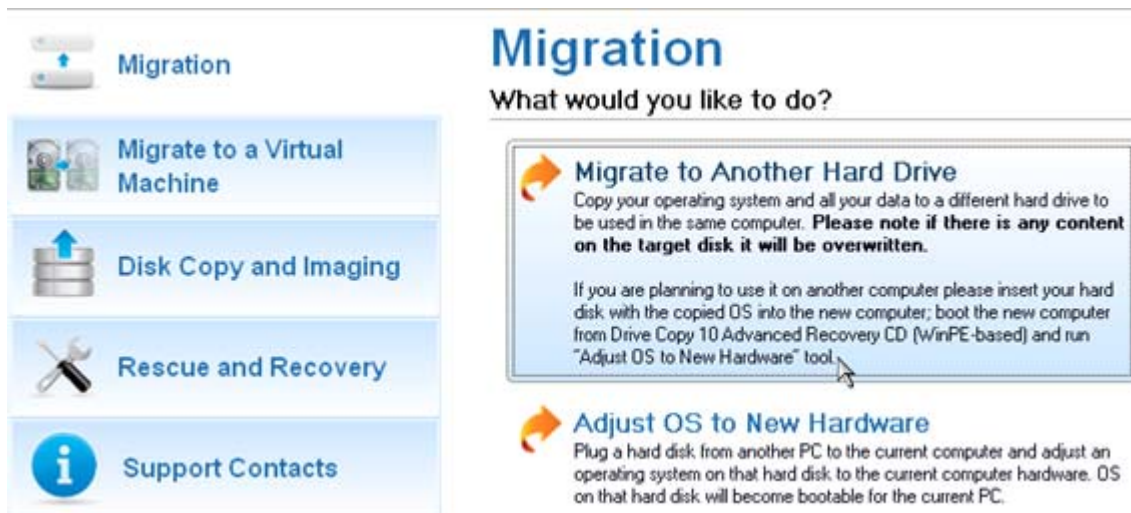 Migration
Migrate to a Virtual
Machine
Disk Copy and Imaging
Rescue and Recovery
Support Contacts
Migration
What would you like to do?
Migrate to Another Hard Drive
Copy your operating system and all your data to a different hard drive to
be used in the same computer. Please note if there is any content
on the target disk it will be overwritten.
If you are planning to use it on another computer please insert your hard
disk with the copied OS into the new computer; boot the new computer
from Drive Copy 10 Advanced Recovery CD (WinPE-based) and run
"Adjust OS to New Hardware" tool.
Adjust OS to New Hardware
Plug a hard disk from another PC to the current computer and adjust an
operating system on that hard disk to the current computer hardware. OS
on that hard disk will become bootable for the current PC.